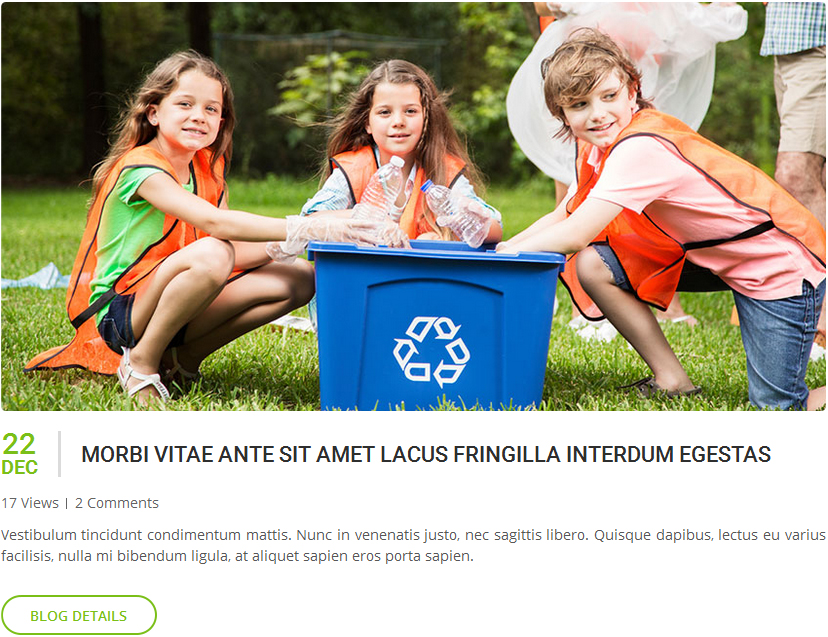 22
DEC
MORBI VITAE ANTE SIT AMET LACUS FRINGILLA INTERDUM EGESTAS
17 Views | 2 Comments
Vestibulum tincidunt condimentum mattis. Nunc in venenatis justo, nec sagittis libero. Quisque dapibus, lectus eu varius
facilisis, nulla mi bibendum ligula, at aliquet sapien eros porta sapien.
BLOG DETAILS